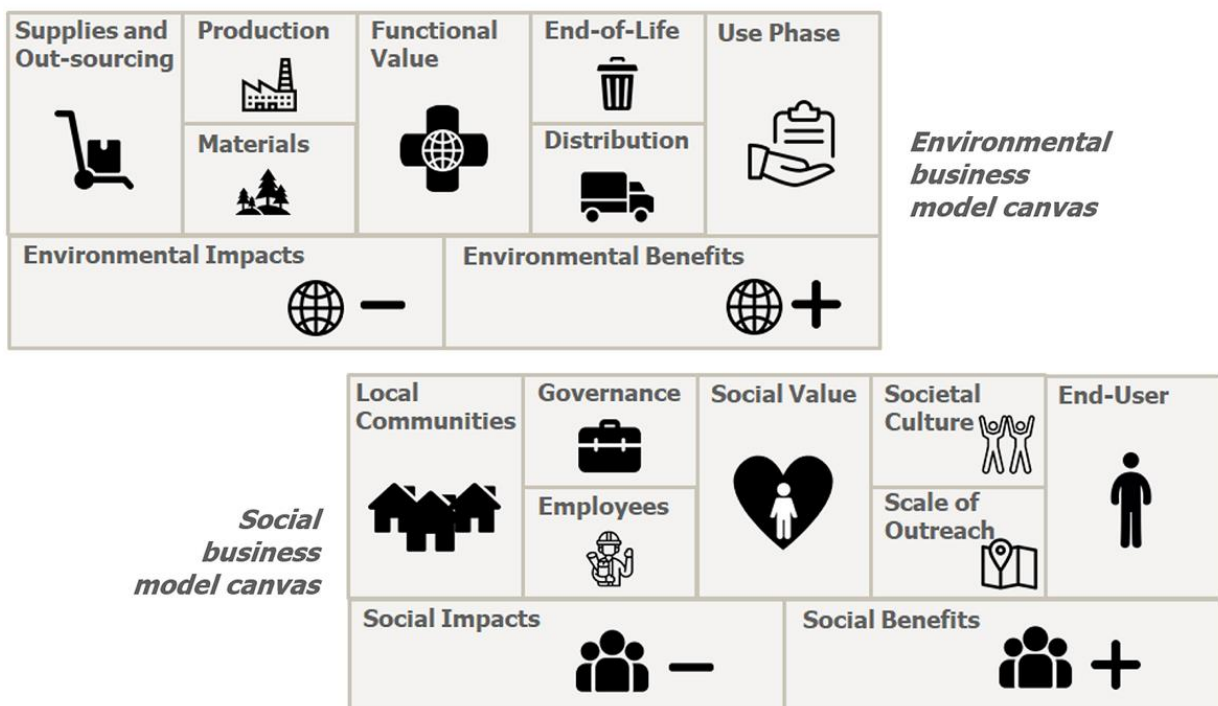 Supplies and
Out-sourcing
Production
Materials
Functional
Value
End-of-Life
Distribution
Use Phase
Environmental
business
model canvas
Environmental Impacts
Environmental Benefits
Local
Communities
Governance
Employees
Social Value
Societal
Culture
Scale of
Outreach
End-User
Social
business
model canvas
Social Impacts
Social Benefits